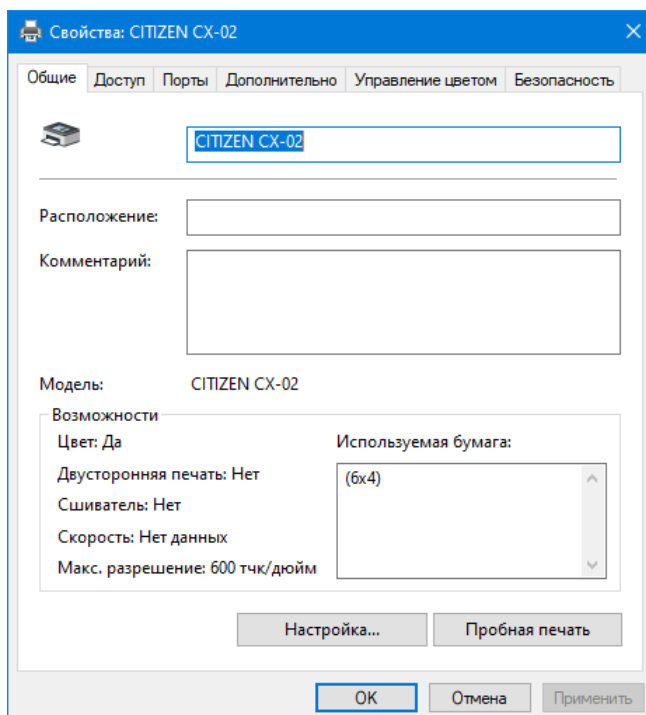 Свойства: CITIZEN CX-02
Общие Доступ Порты Дополнительно Управление цветом Безопасность
CITIZEN CX-02
Расположение:
Комментарий:
Модель: CITIZEN CX-02
Возможности
Цвет: Да
Используемая бумага:
Двусторонняя печать: Нет
(6x4)
Сшиватель: Нет
Скорость: Нет данных
Макс. разрешение: 600 тчк/дюйм
Настройка... Пробная печать
OK Отмена Применить